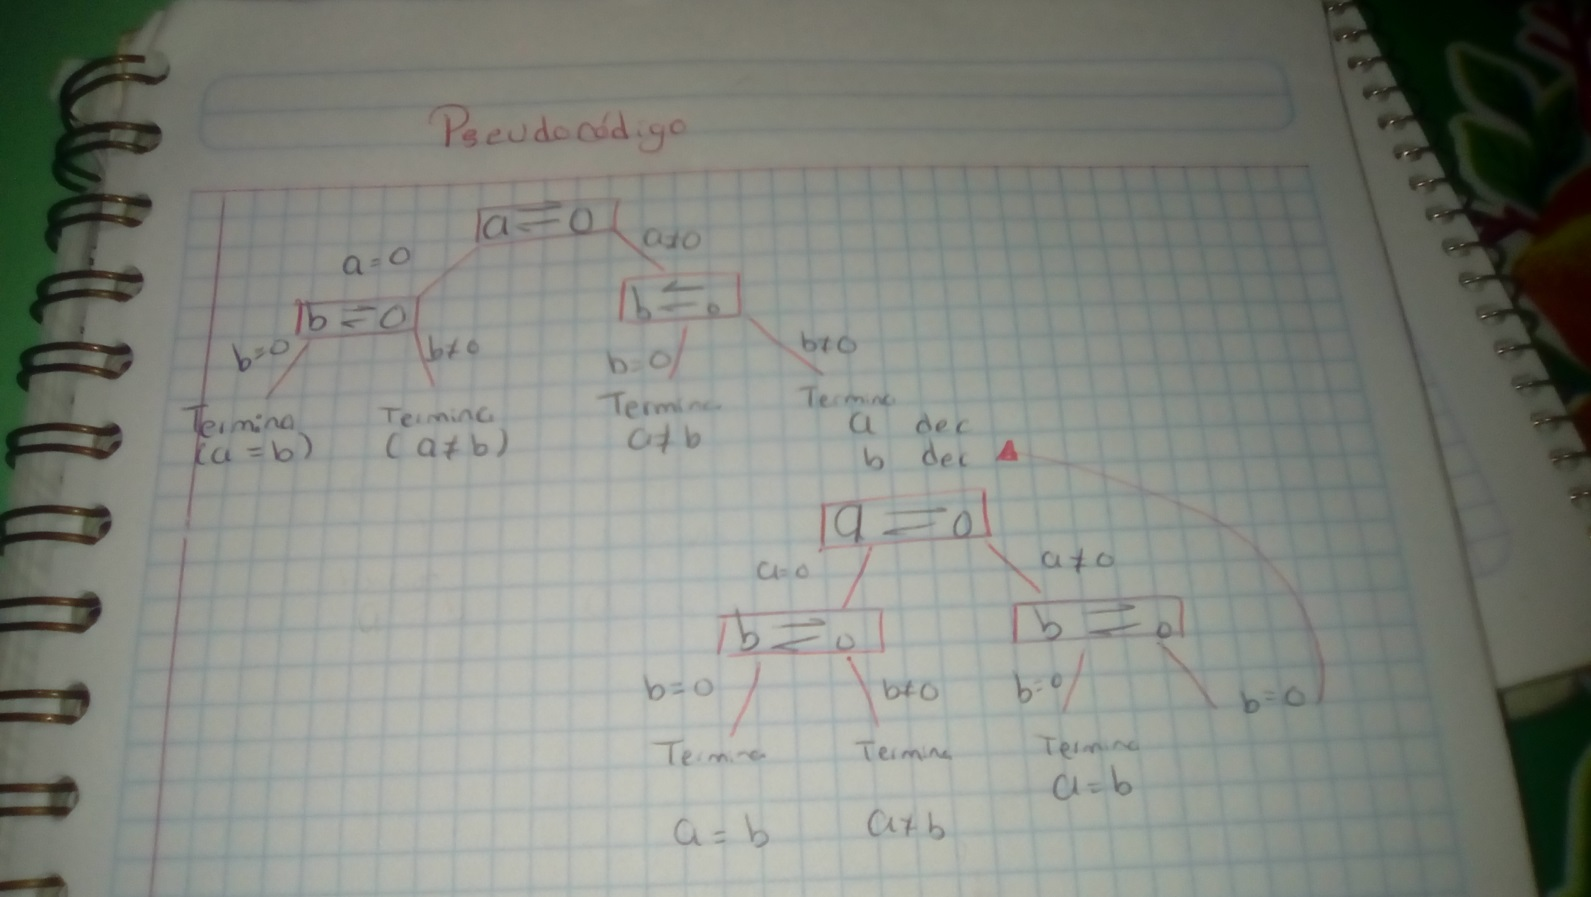 Pseudocódigo
a ⇌ 0
a=0
a≠0
b ⇌ 0
b ⇌ 0
b=0
b≠0
b=0
b≠0
Termina
(a=b)
Termina
(a≠b)
Termina
a≠b
Termina
a dec
b dec
a ⇌ 0
a=0
a≠0
b ⇌ 0
b ⇌ 0
b=0
b≠0
b=0
b=0
Termina
a=b
Termina
a≠b
Termina
a=b